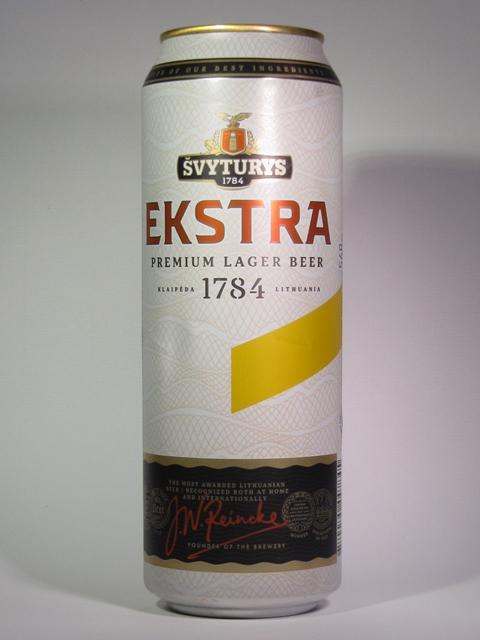 OF OUR BEST INGREDIENTS
ŠVYTURYS
1784
EKSTRA
PREMIUM LAGER BEER
KLAIPĖDA 1784 LITHUANIA
THE MOST AWARDED LITHUANIAN
BEER : RECOGNIZED BOTH AT HOME
AND INTERNATIONALLY
J.W.Reincke
FOUNDER OF THE BREWERY